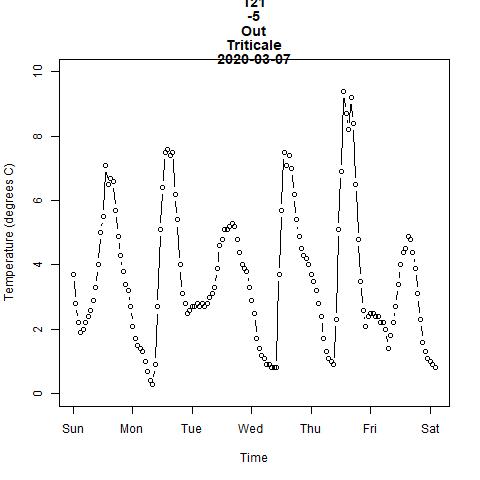 121
-5
Out
Triticale
2020-03-07
Temperature (degrees C)
10
8
6
4
2
0
Sun Mon Tue Wed Thu Fri Sat
Time